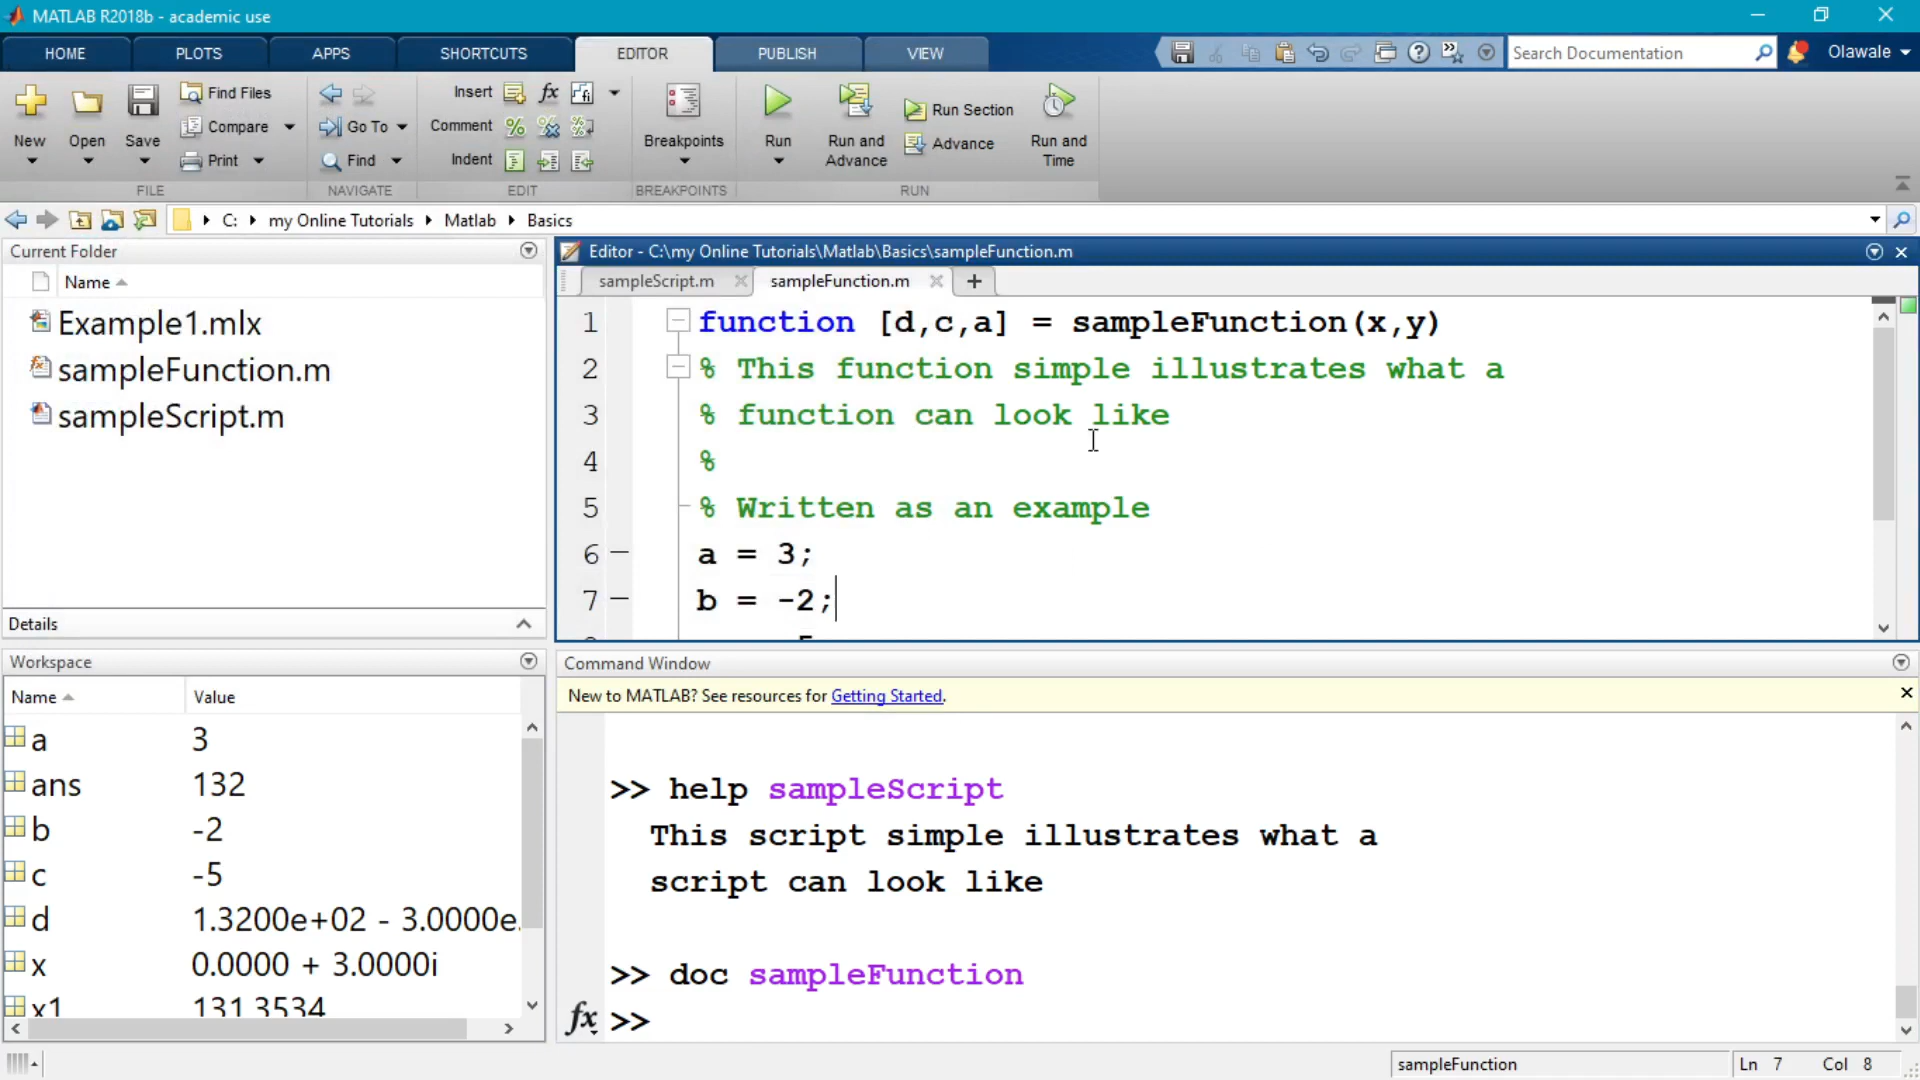 MATLAB R2018b - academic use
HOME
PLOTS
APPS
SHORTCUTS
EDITOR
PUBLISH
VIEW
Search Documentation
Olawale
New
Open
Save
Find Files
Compare
Print
FILE
Go To
Find
NAVIGATE
Insert
fx
Comment
Indent
EDIT
Breakpoints
BREAKPOINTS
Run
Run and
Advance
Run Section
Advance
Run and
Time
RUN
C: my Online Tutorials Matlab Basics
Current Folder
Name
Example1.mlx
sampleFunction.m
sampleScript.m
Details
Editor - C:\my Online Tutorials\Matlab\Basics\sampleFunction.m
sampleScript.m
sampleFunction.m
1 function [d,c,a] = sampleFunction(x,y)
2 % This function simple illustrates what a
3 % function can look like
4 %
5 % Written as an example
6 a = 3;
7 b = -2;
Workspace
Name Value
a 3
ans 132
b -2
c -5
d 1.3200e+02 - 3.0000e
x 0.0000 + 3.0000i
x1 131.3534
Command Window
New to MATLAB? See resources for Getting Started.
>> help sampleScript
This script simple illustrates what a
script can look like
>> doc sampleFunction
fx >>
sampleFunction
Ln 7 Col 8